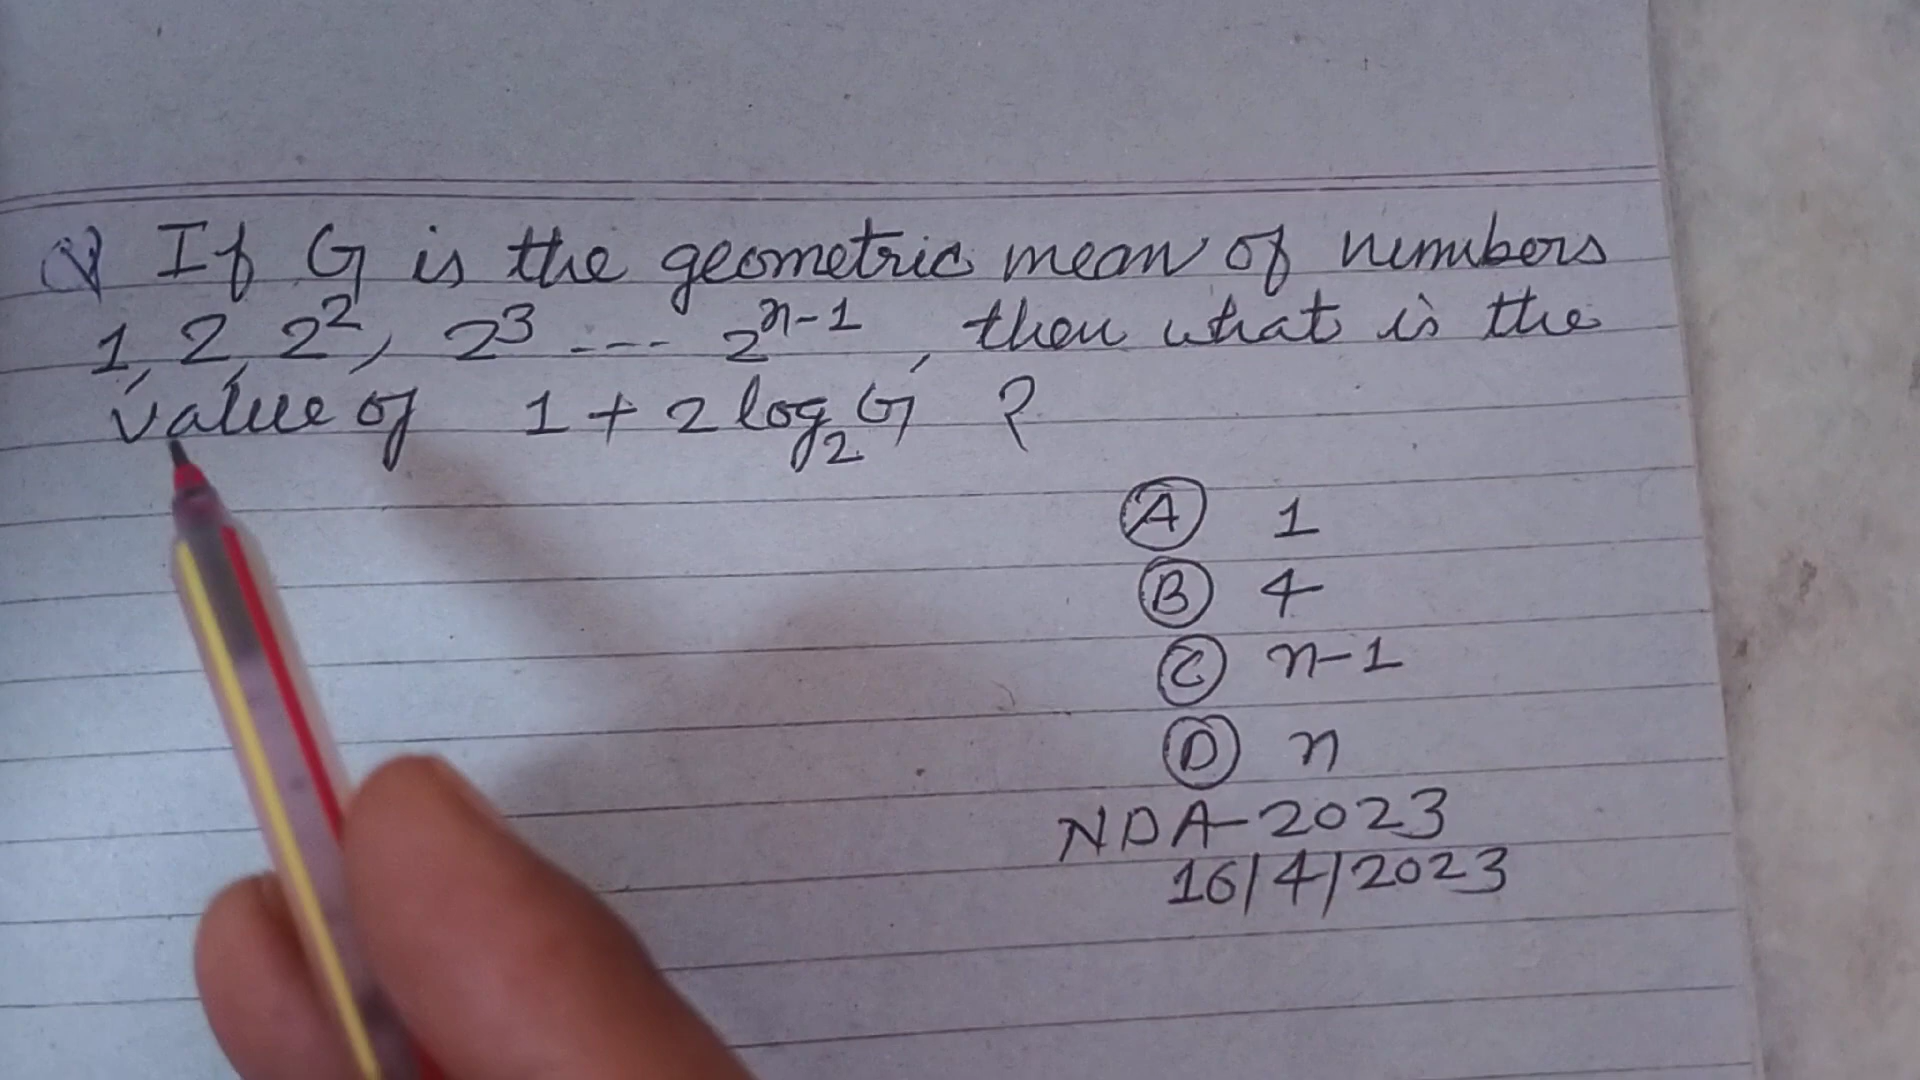 Q If G is the geometric mean of numbers
1, 2, 2², 2³ ---- 2ⁿ⁻¹, then what is the
value of 1 + 2 log₂G ?
A 1
B 4
C n-1
D n
NDA-2023
16/4/2023